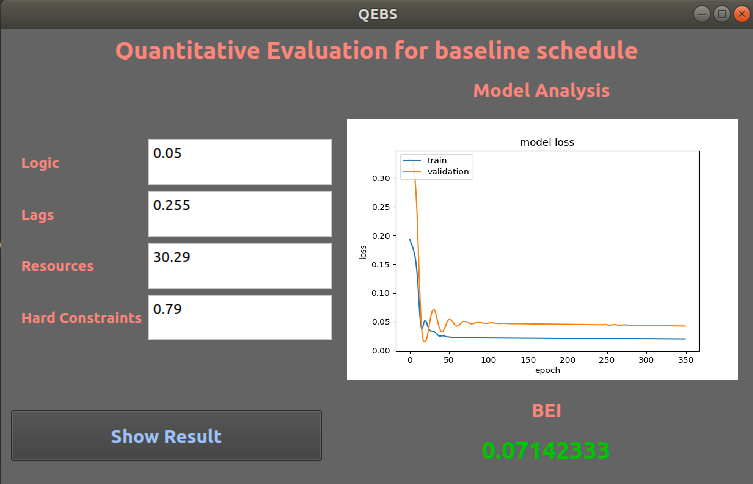 QEBS
Quantitative Evaluation for baseline schedule
Model Analysis
Logic
0.05
Lags
0.255
Resources
30.29
Hard Constraints
0.79
Show Result
model loss
train
validation
loss
0.30
0.25
0.20
0.15
0.10
0.05
0.00
0 50 100 150 200 250 300 350
epoch
BEI
0.07142333